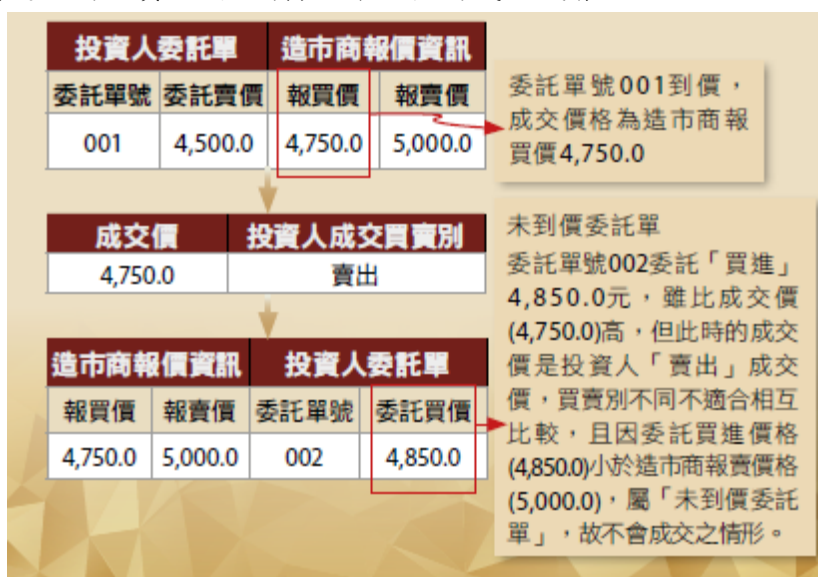 投資人委託單 造市商報價資訊
委託單號 委託賣價 報買價 報賣價
001 4,500.0 4,750.0 5,000.0
委託單號001到價，
成交價格為造市商報
買價4,750.0
成交價 投資人成交買賣別
4,750.0 賣出
造市商報價資訊 投資人委託單
報買價 報賣價 委託單號 委託買價
4,750.0 5,000.0 002 4,850.0
未到價委託單
委託單號002委託「買進」
4,850.0元，雖比成交價
(4,750.0)高，但此時的成交
價是投資人「賣出」成交
價，買賣別不同不適合相互
比較，且因委託買進價格
(4,850.0)小於造市商報賣價格
(5,000.0)，屬「未到價委託
單」，故不會成交之情形。